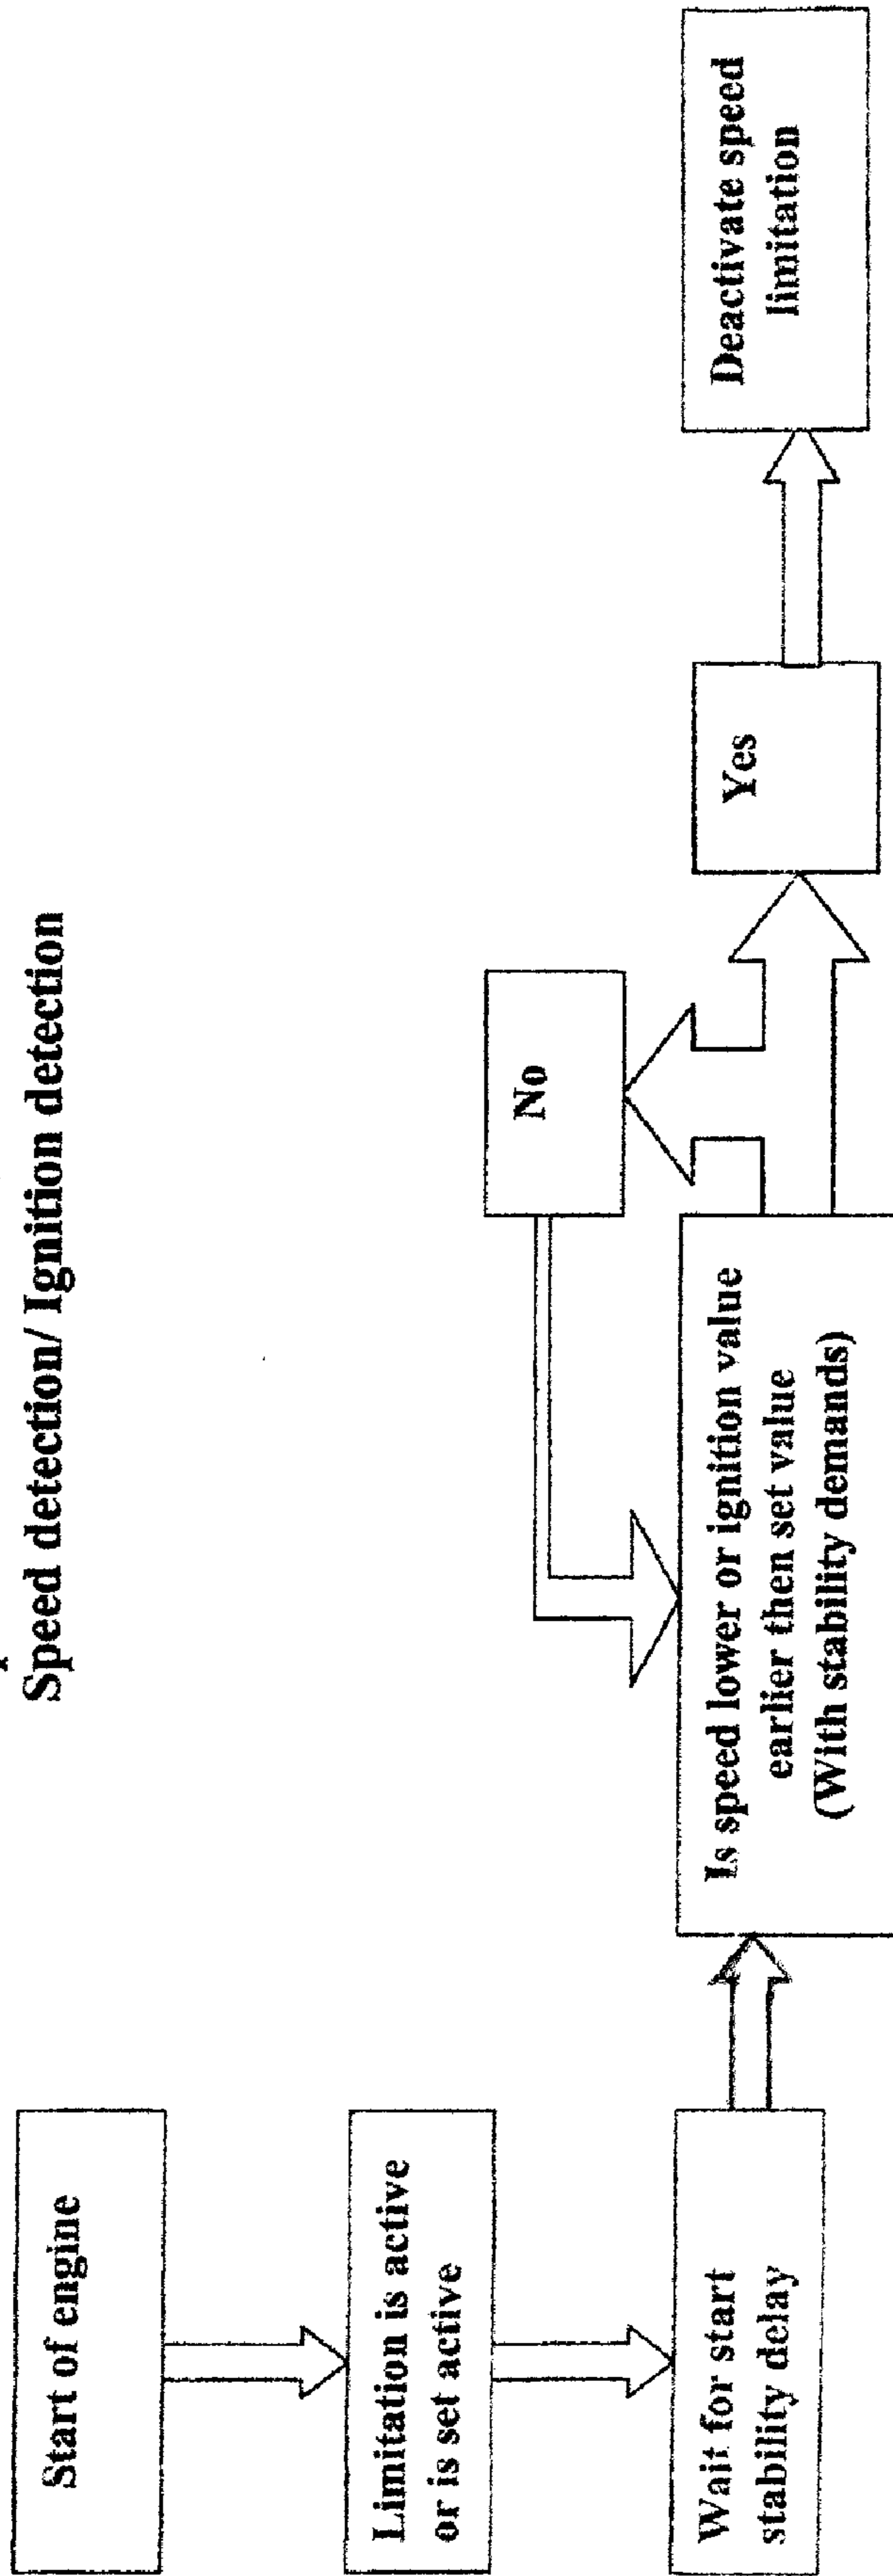 Speed detection/ Ignition detection
Start of engine
Limitation is active
or is set active
Wait for start
stability delay
Is speed lower or ignition value
earlier then set value
(With stability demands)
No
Yes
Deactivate speed
limitation